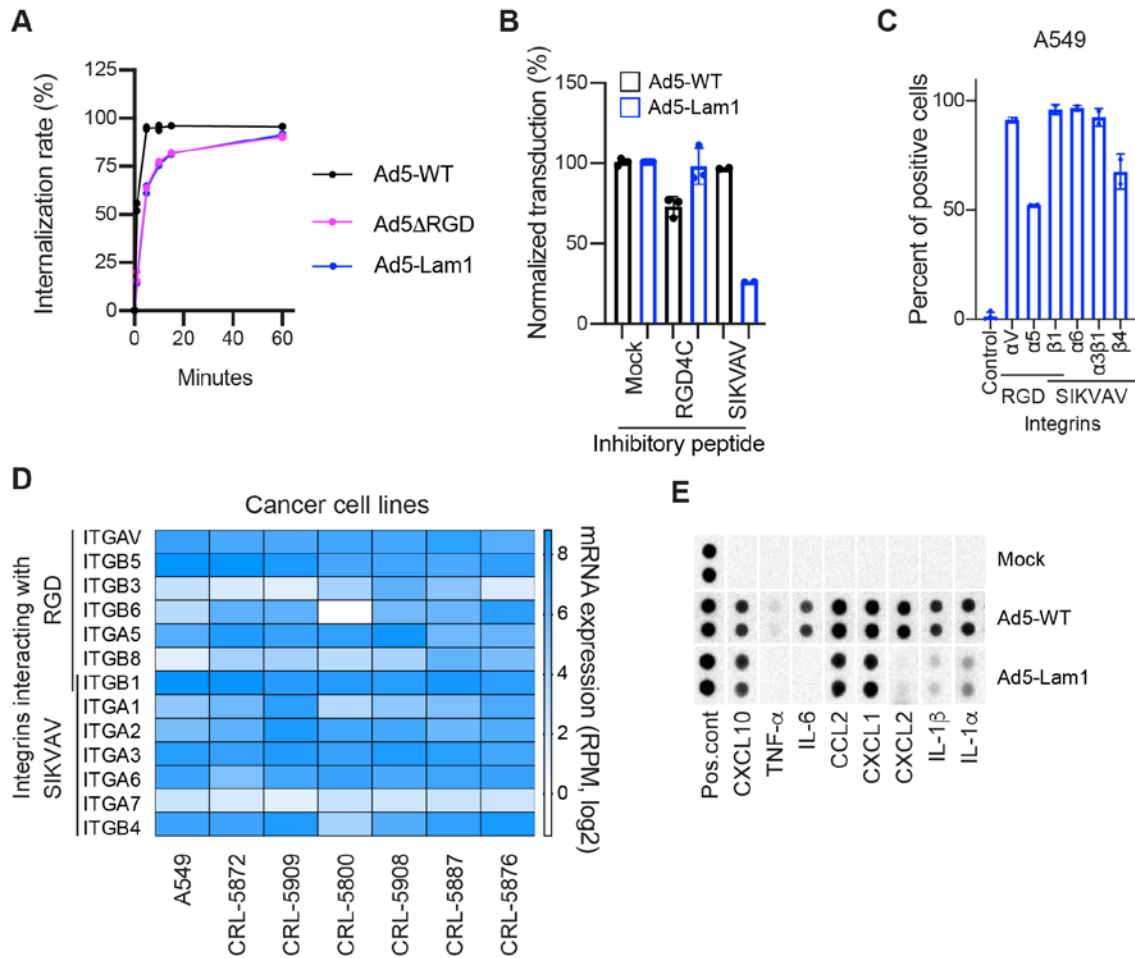 A
Internalization rate (%)
125
100
75
50
25
0
0
20
40
60
Minutes
Ad5-WT
Ad5ΔRGD
Ad5-Lam1
B
Normalized transduction (%)
150
100
50
0
Ad5-WT
Ad5-Lam1
Mock
RGD4C
SIKVAV
Inhibitory peptide
C
A549
Percent of positive cells
100
50
0
Control
αV
α5
β1
α6
α3β1
β4
RGD
SIKVAV
Integrins
D
Cancer cell lines
Integrins interacting with
RGD
SIKVAV
ITGAV
ITGB5
ITGB3
ITGB6
ITGA5
ITGB8
ITGB1
ITGA1
ITGA2
ITGA3
ITGA6
ITGA7
ITGB4
A549
CRL-5872
CRL-5909
CRL-5800
CRL-5908
CRL-5887
CRL-5876
8
6
4
2
0
mRNA expression (RPM, log2)
E
Mock
Ad5-WT
Ad5-Lam1
Pos.cont
CXCL10
TNF-α
IL-6
CCL2
CXCL1
CXCL2
IL-1β
IL-1α